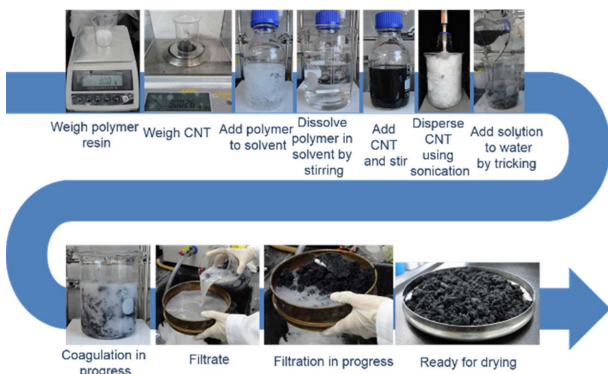 Weigh polymer
resin
Weigh CNT
Add polymer
to solvent
Dissolve
polymer in
solvent by
stirring
Add
CNT
and stir
Disperse
CNT
using
sonication
Add solution
to water
by tricking
Coagulation in
progress
Filtrate
Filtration in progress
Ready for drying